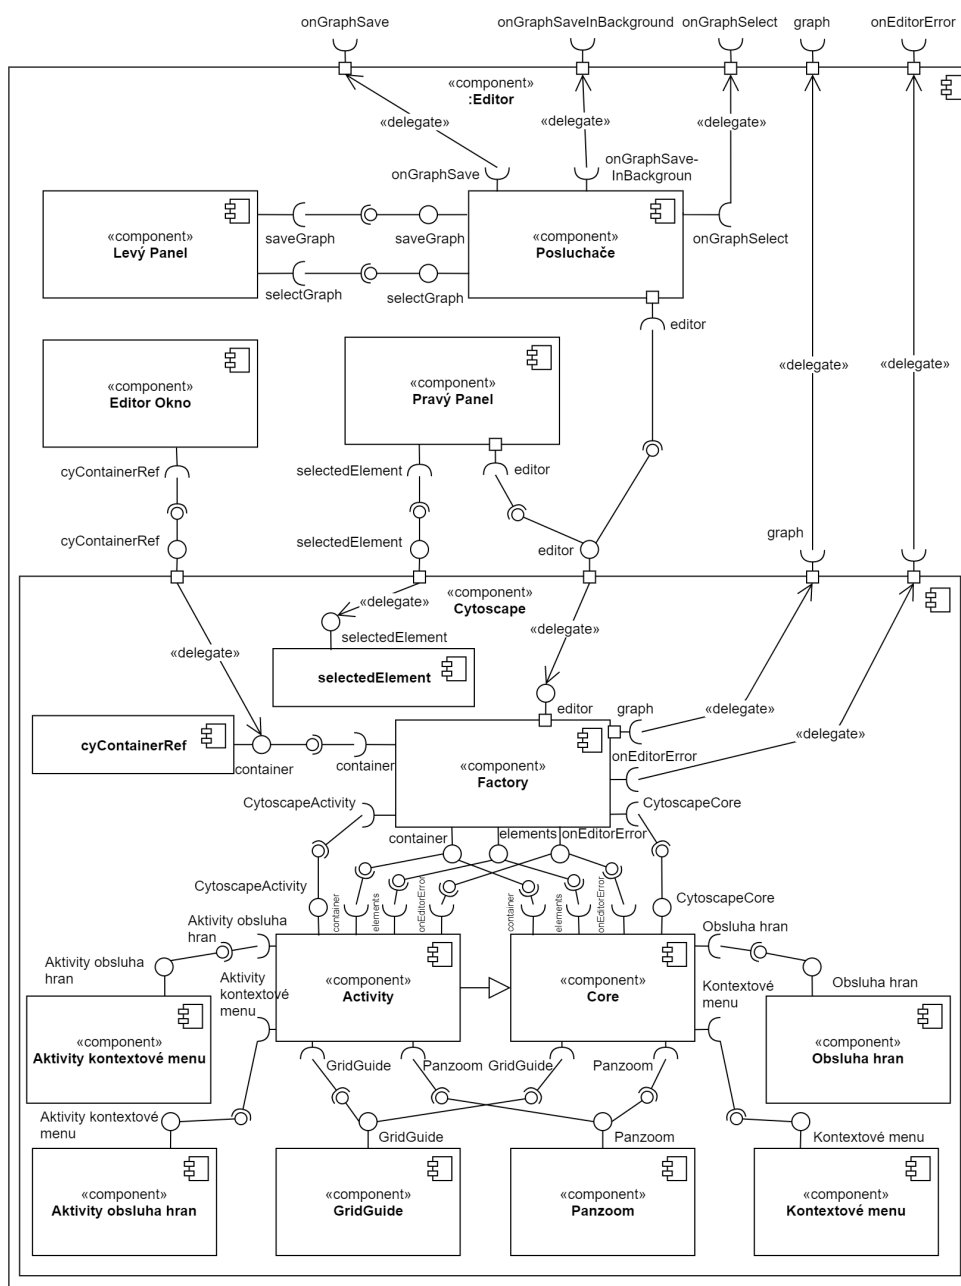 onGraphSave
onGraphSaveInBackground
onGraphSelect
graph
onEditorError
«component»
:Editor
«delegate»
«delegate»
«delegate»
onGraphSave
onGraphSave-
InBackgroun
«component»
Levý Panel
saveGraph
saveGraph
selectGraph
selectGraph
«component»
Posluchače
onGraphSelect
editor
«component»
Editor Okno
«component»
Pravý Panel
«delegate»
«delegate»
cyContainerRef
selectedElement
editor
cyContainerRef
selectedElement
editor
graph
«component»
Cytoscape
«delegate»
«delegate»
«delegate»
selectedElement
selectedElement
editor
graph
«delegate»
«delegate»
cyContainerRef
container
container
«component»
Factory
onEditorError
CytoscapeActivity
CytoscapeCore
container
elements
onEditorError
CytoscapeActivity
CytoscapeCore
container
elements
onEditorError
container
elements
onEditorError
Aktivity obsluha
hran
Obsluha hran
Aktivity obsluha
hran
Aktivity
kontextové
menu
«component»
Activity
«component»
Core
Kontextové
menu
Obsluha hran
«component»
Aktivity kontextové menu
«component»
Obsluha hran
GridGuide
Panzoom
GridGuide
Panzoom
Aktivity kontextové
menu
GridGuide
Panzoom
Kontextové menu
«component»
Aktivity obsluha hran
«component»
GridGuide
«component»
Panzoom
«component»
Kontextové menu